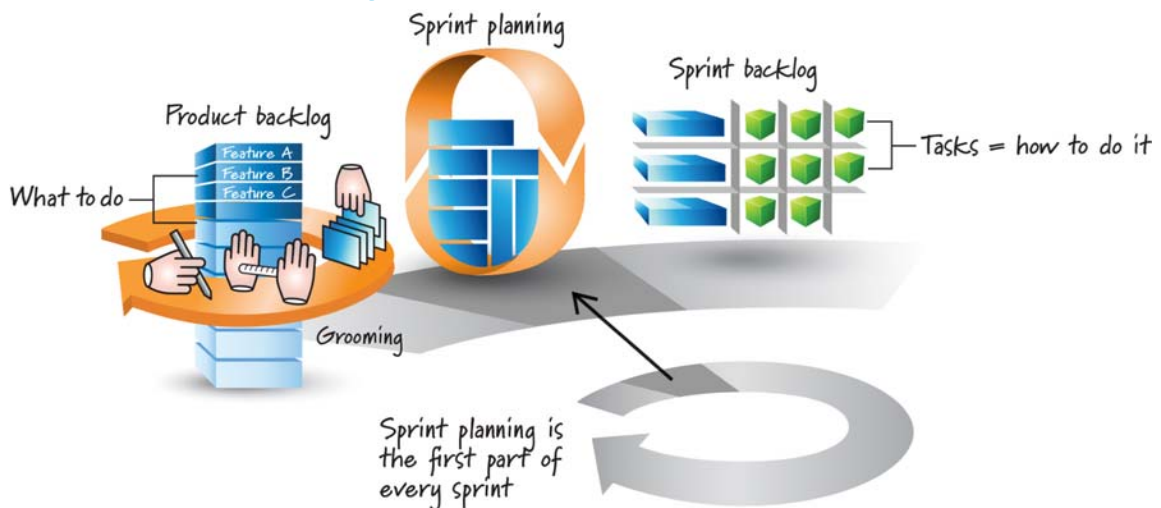 Sprint planning
Sprint backlog
Product backlog
Feature A
Feature B
Feature C
What to do
Tasks = how to do it
Grooming
Sprint planning is
the first part of
every sprint